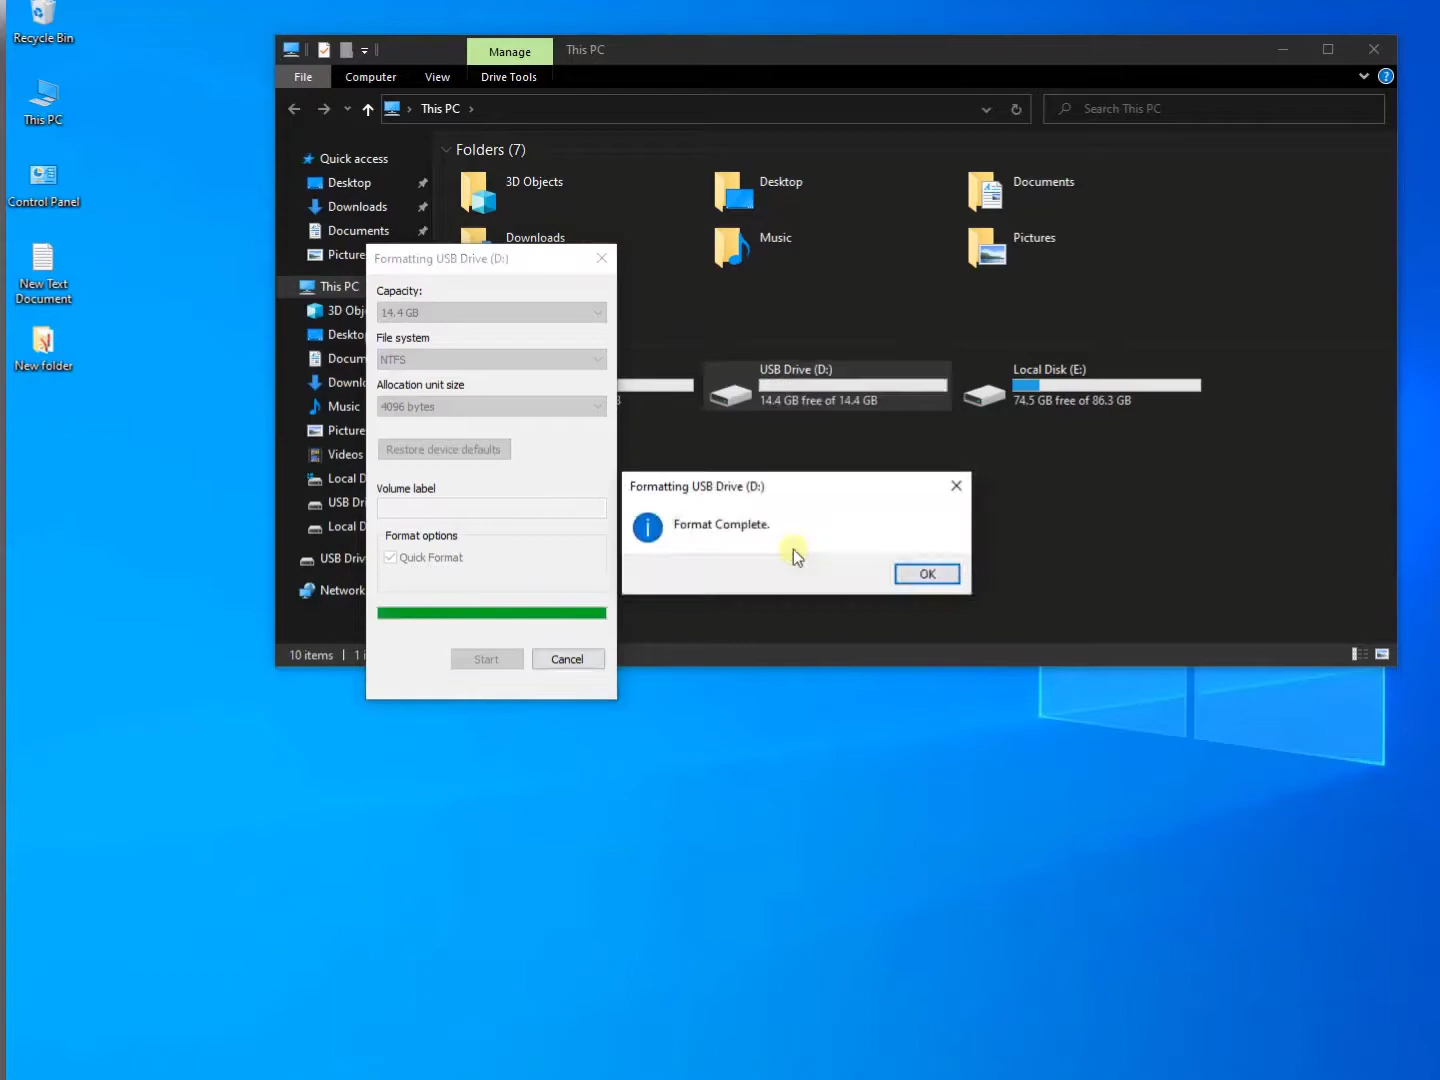 Recycle Bin
This PC
Control Panel
New Text
Document
New folder
Manage
This PC
File
Computer
View
Drive Tools
This PC
Search This PC
Quick access
Desktop
Downloads
Documents
Picture
This PC
3D Obj
Deskto
Docum
Downl
Music
Picture
Videos
Local D
USB Dri
Local D
USB Driv
Network
Folders (7)
3D Objects
Desktop
Documents
Downloads
Music
Pictures
USB Drive (D:)
14.4 GB free of 14.4 GB
Local Disk (E:)
74.5 GB free of 86.3 GB
10 items
Formatting USB Drive (D:)
Capacity:
14.4 GB
File system
NTFS
Allocation unit size
4096 bytes
Restore device defaults
Volume label
Format options
Quick Format
Start
Cancel
Formatting USB Drive (D:)
Format Complete.
OK